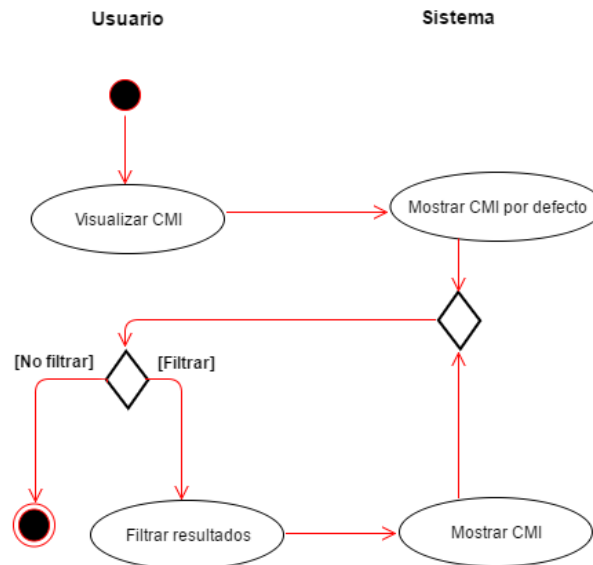 Usuario
Sistema
Visualizar CMI
Mostrar CMI por defecto
[No filtrar]
[Filtrar]
Filtrar resultados
Mostrar CMI